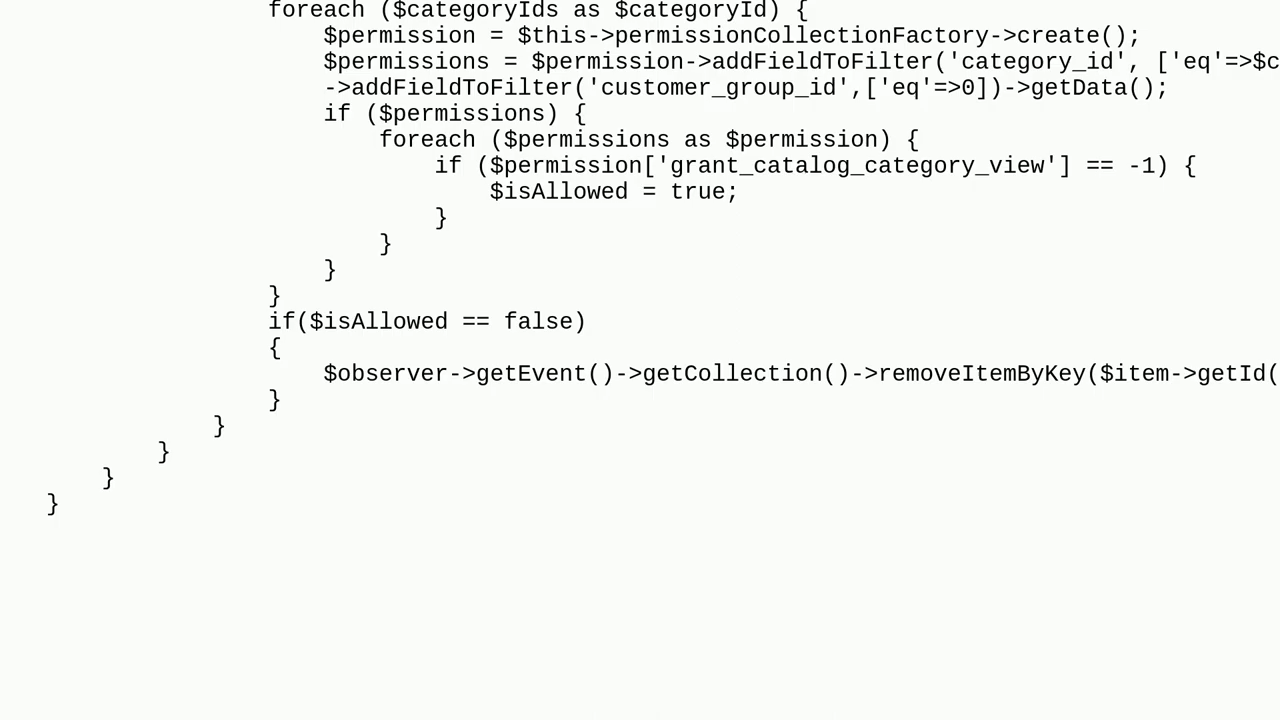 foreach ($categoryIds as $categoryId) {
$permission = $this->permissionCollectionFactory->create();
$permissions = $permission->addFieldToFilter('category_id', ['eq'=>$c
->addFieldToFilter('customer_group_id',['eq'=>0])->getData();
if ($permissions) {
foreach ($permissions as $permission) {
if ($permission['grant_catalog_category_view'] == -1) {
$isAllowed = true;
}
}
}
}
if($isAllowed == false)
{
$observer->getEvent()->getCollection()->removeItemByKey($item->getId(
}
}
}
}
}